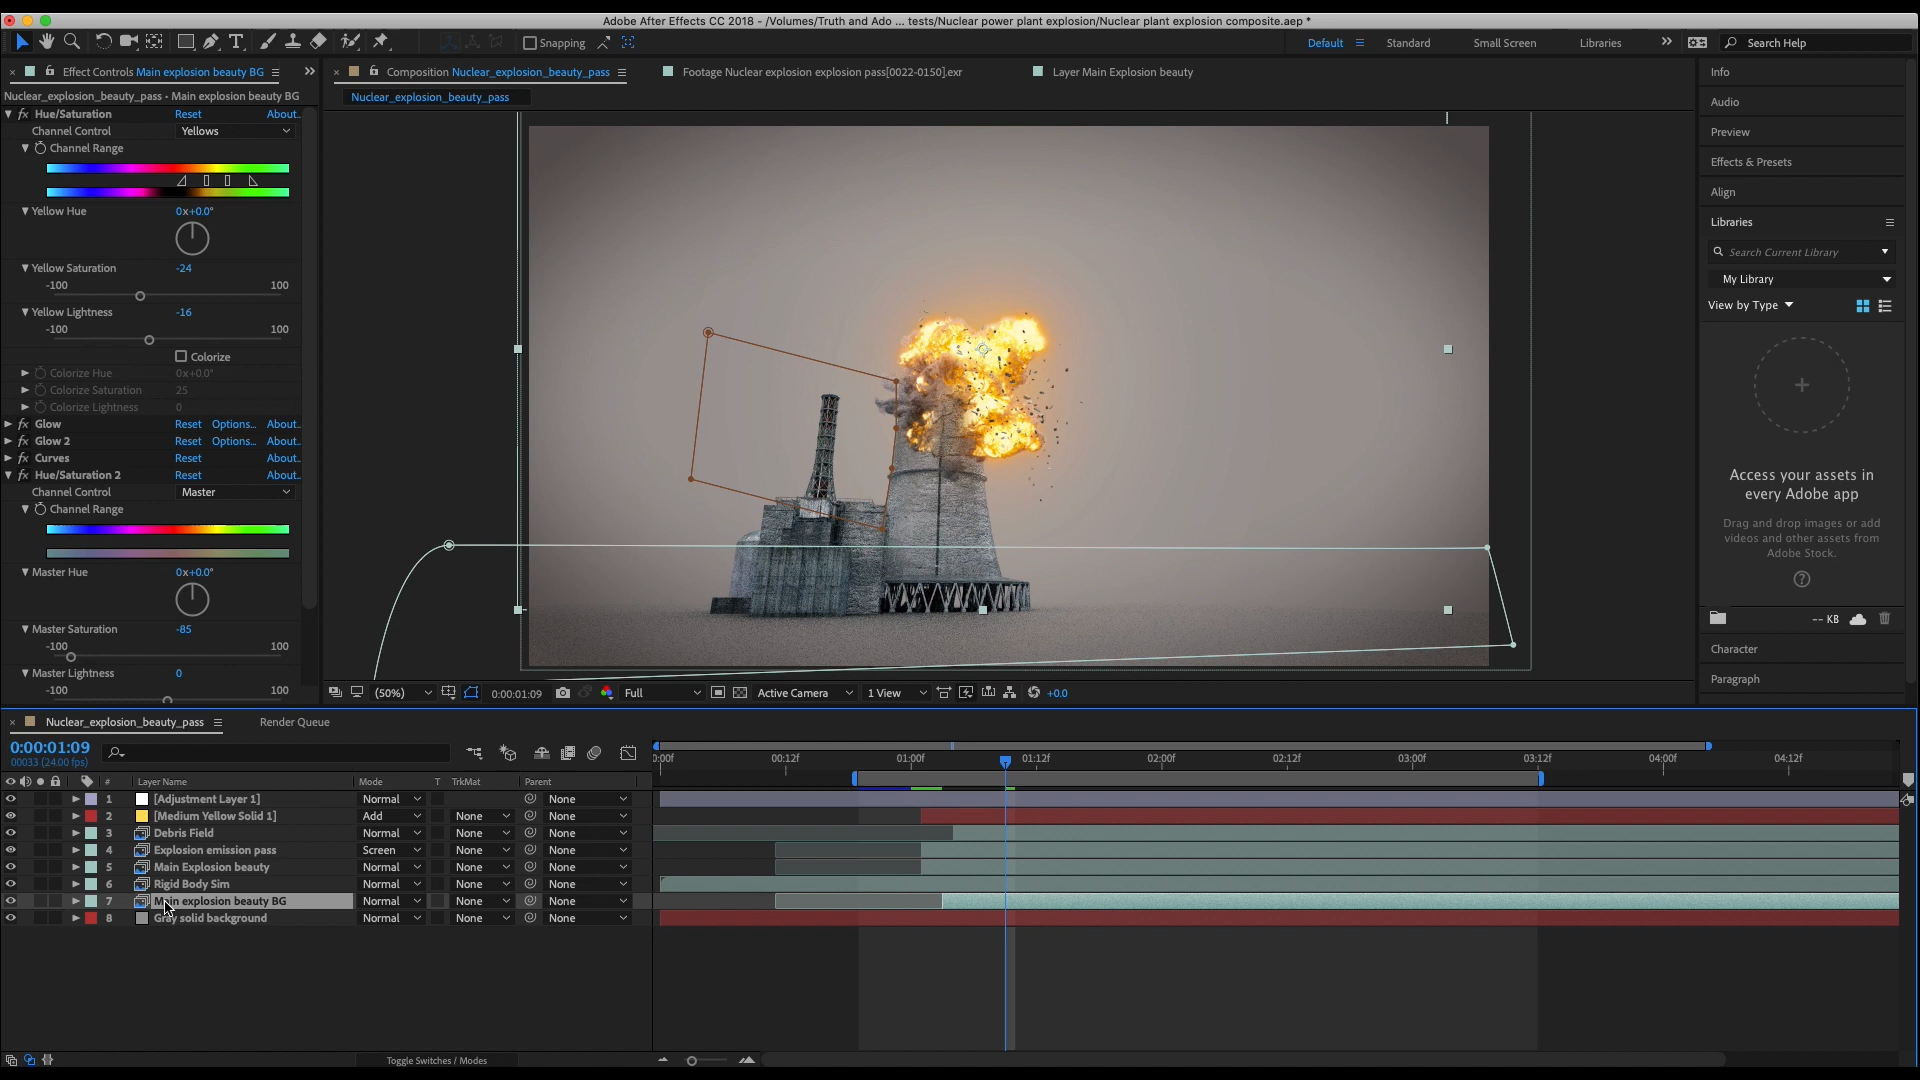 Adobe After Effects CC 2018 - /Volumes/Truth and Ado ... tests/Nuclear power plant explosion/Nuclear plant explosion composite.aep *
Snapping
Default
Standard
Small Screen
Libraries
Search Help
Effect Controls Main explosion beauty BG
Composition Nuclear_explosion_beauty_pass
Footage Nuclear explosion explosion pass[0022-0150].exr
Layer Main Explosion beauty
Nuclear_explosion_beauty_pass - Main explosion beauty BG
Nuclear_explosion_beauty_pass
fx Hue/Saturation Reset About..
Channel Control Yellows
Channel Range
Yellow Hue 0x+0.0°
Yellow Saturation -24
-100 100
Yellow Lightness -16
-100 100
Colorize
Colorize Hue 0x+0.0°
Colorize Saturation 25
Colorize Lightness 0
fx Glow Reset Options... About..
fx Glow 2 Reset Options... About..
fx Curves Reset About..
fx Hue/Saturation 2 Reset About..
Channel Control Master
Channel Range
Master Hue 0x+0.0°
Master Saturation -85
-100 100
Master Lightness 0
-100 100
(50%) 0:00:01:09 Full Active Camera 1 View +0.0
Info
Audio
Preview
Effects & Presets
Align
Libraries
Search Current Library
My Library
View by Type
Access your assets in
every Adobe app
Drag and drop images or add
videos and other assets from
Adobe Stock.
-- KB
Character
Paragraph
Nuclear_explosion_beauty_pass
Render Queue
0:00:01:09
00033 (24.00 fps)
):00f 00:12f 01:00f 01:12f 02:00f 02:12f 03:00f 03:12f 04:00f 04:12f
# Layer Name Mode T TrkMat Parent
1 [Adjustment Layer 1] Normal None
2 [Medium Yellow Solid 1] Add None None
3 Debris Field Normal None None
4 Explosion emission pass Screen None None
5 Main Explosion beauty Normal None None
6 Rigid Body Sim Normal None None
7 Main explosion beauty BG Normal None None
8 Gray solid background Normal None None
Toggle Switches / Modes